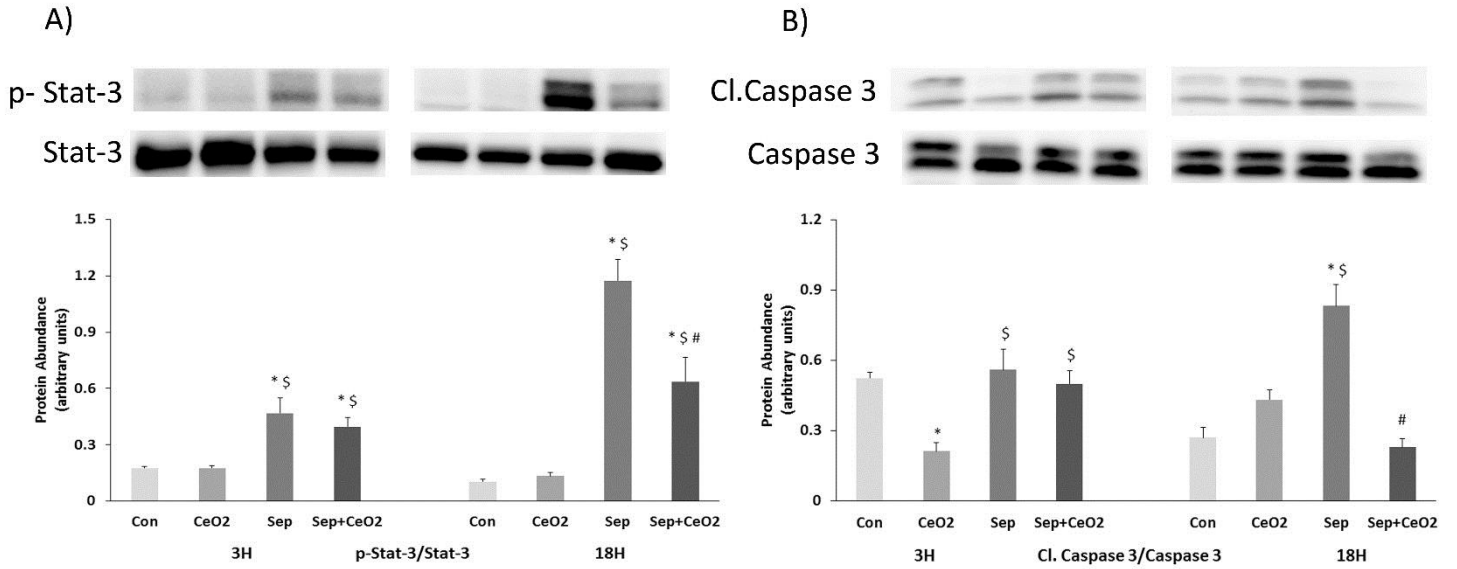 A)
p- Stat-3
Stat-3
Protein Abundance
(arbitrary units)
1.5
1.2
0.9
0.6
0.3
0
* $
* $
* $
* $ #
Con CeO2 Sep Sep+CeO2 Con CeO2 Sep Sep+CeO2
3H p-Stat-3/Stat-3 18H
B)
Cl.Caspase 3
Caspase 3
Protein Abundance
(arbitrary units)
1.2
0.9
0.6
0.3
0
*
$
$
* $
#
Con CeO2 Sep Sep+CeO2 Con CeO2 Sep Sep+CeO2
3H Cl. Caspase 3/Caspase 3 18H